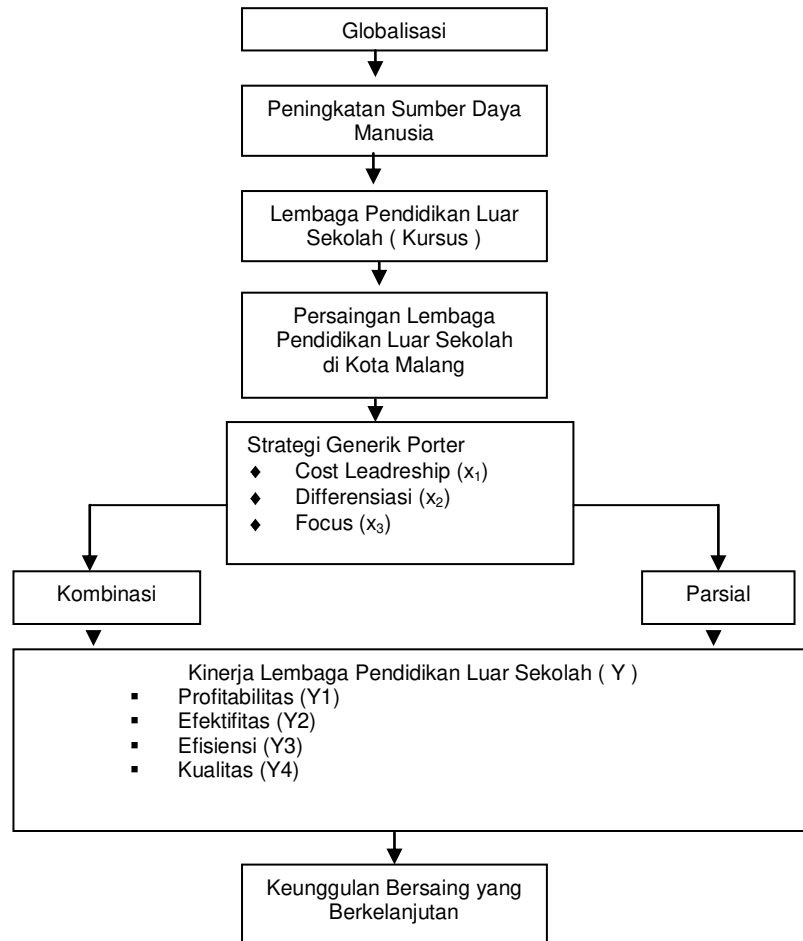 Globalisasi
Peningkatan Sumber Daya
Manusia
Lembaga Pendidikan Luar
Sekolah ( Kursus )
Persaingan Lembaga
Pendidikan Luar Sekolah
di Kota Malang
Strategi Generik Porter
♦ Cost Leadreship (x₁)
♦ Differensiasi (x₂)
♦ Focus (x₃)
Kombinasi
Parsial
Kinerja Lembaga Pendidikan Luar Sekolah ( Y )
▪ Profitabilitas (Y1)
▪ Efektifitas (Y2)
▪ Efisiensi (Y3)
▪ Kualitas (Y4)
Keunggulan Bersaing yang
Berkelanjutan